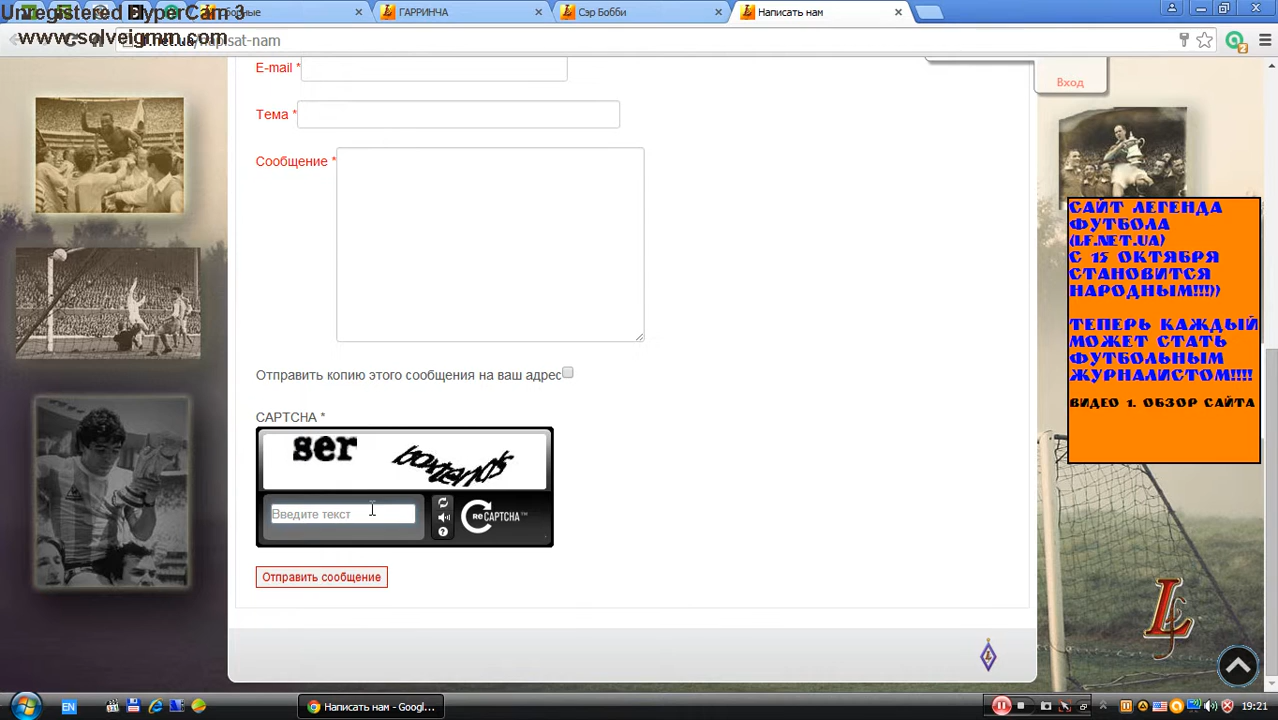 Unregistered HyperCam 3
ГАРРИНЧА
Сэр Бобби
Написать нам
www.solveigmm.com
E-mail *
Вход
Тема *
Сообщение *
САЙТ ЛЕГЕНДА
ФУТБОЛА
(LF.NET.UA)
С 15 ОКТЯБРЯ
СТАНОВИТСЯ
НАРОДНЫМ!!!))
ТЕПЕРЬ КАЖДЫЙ
МОЖЕТ СТАТЬ
ФУТБОЛЬНЫМ
ЖУРНАЛИСТОМ!!!!
ВИДЕО 1. ОБЗОР САЙТА
Отправить копию этого сообщения на ваш адрес
CAPTCHA *
ser
Введите текст
reCAPTCHA™
Отправить сообщение
EN
Написать нам - Googl...
19:21